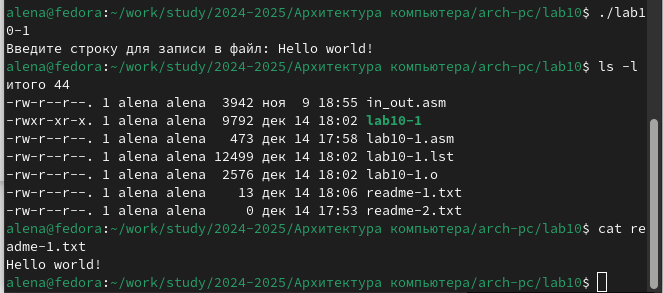 alena@fedora:~/work/study/2024-2025/Архитектура компьютера/arch-pc/lab10$ ./lab1
0-1
Введите строку для записи в файл: Hello world!
alena@fedora:~/work/study/2024-2025/Архитектура компьютера/arch-pc/lab10$ ls -l
итого 44
-rw-r--r--. 1 alena alena  3942 ноя  9 18:55 in_out.asm
-rwxr-xr-x. 1 alena alena  9792 дек 14 18:02 lab10-1
-rw-r--r--. 1 alena alena   473 дек 14 17:58 lab10-1.asm
-rw-r--r--. 1 alena alena 12499 дек 14 18:02 lab10-1.lst
-rw-r--r--. 1 alena alena  2576 дек 14 18:02 lab10-1.o
-rw-r--r--. 1 alena alena    13 дек 14 18:06 readme-1.txt
-rw-r--r--. 1 alena alena     0 дек 14 17:53 readme-2.txt
alena@fedora:~/work/study/2024-2025/Архитектура компьютера/arch-pc/lab10$ cat re
adme-1.txt
Hello world!
alena@fedora:~/work/study/2024-2025/Архитектура компьютера/arch-pc/lab10$